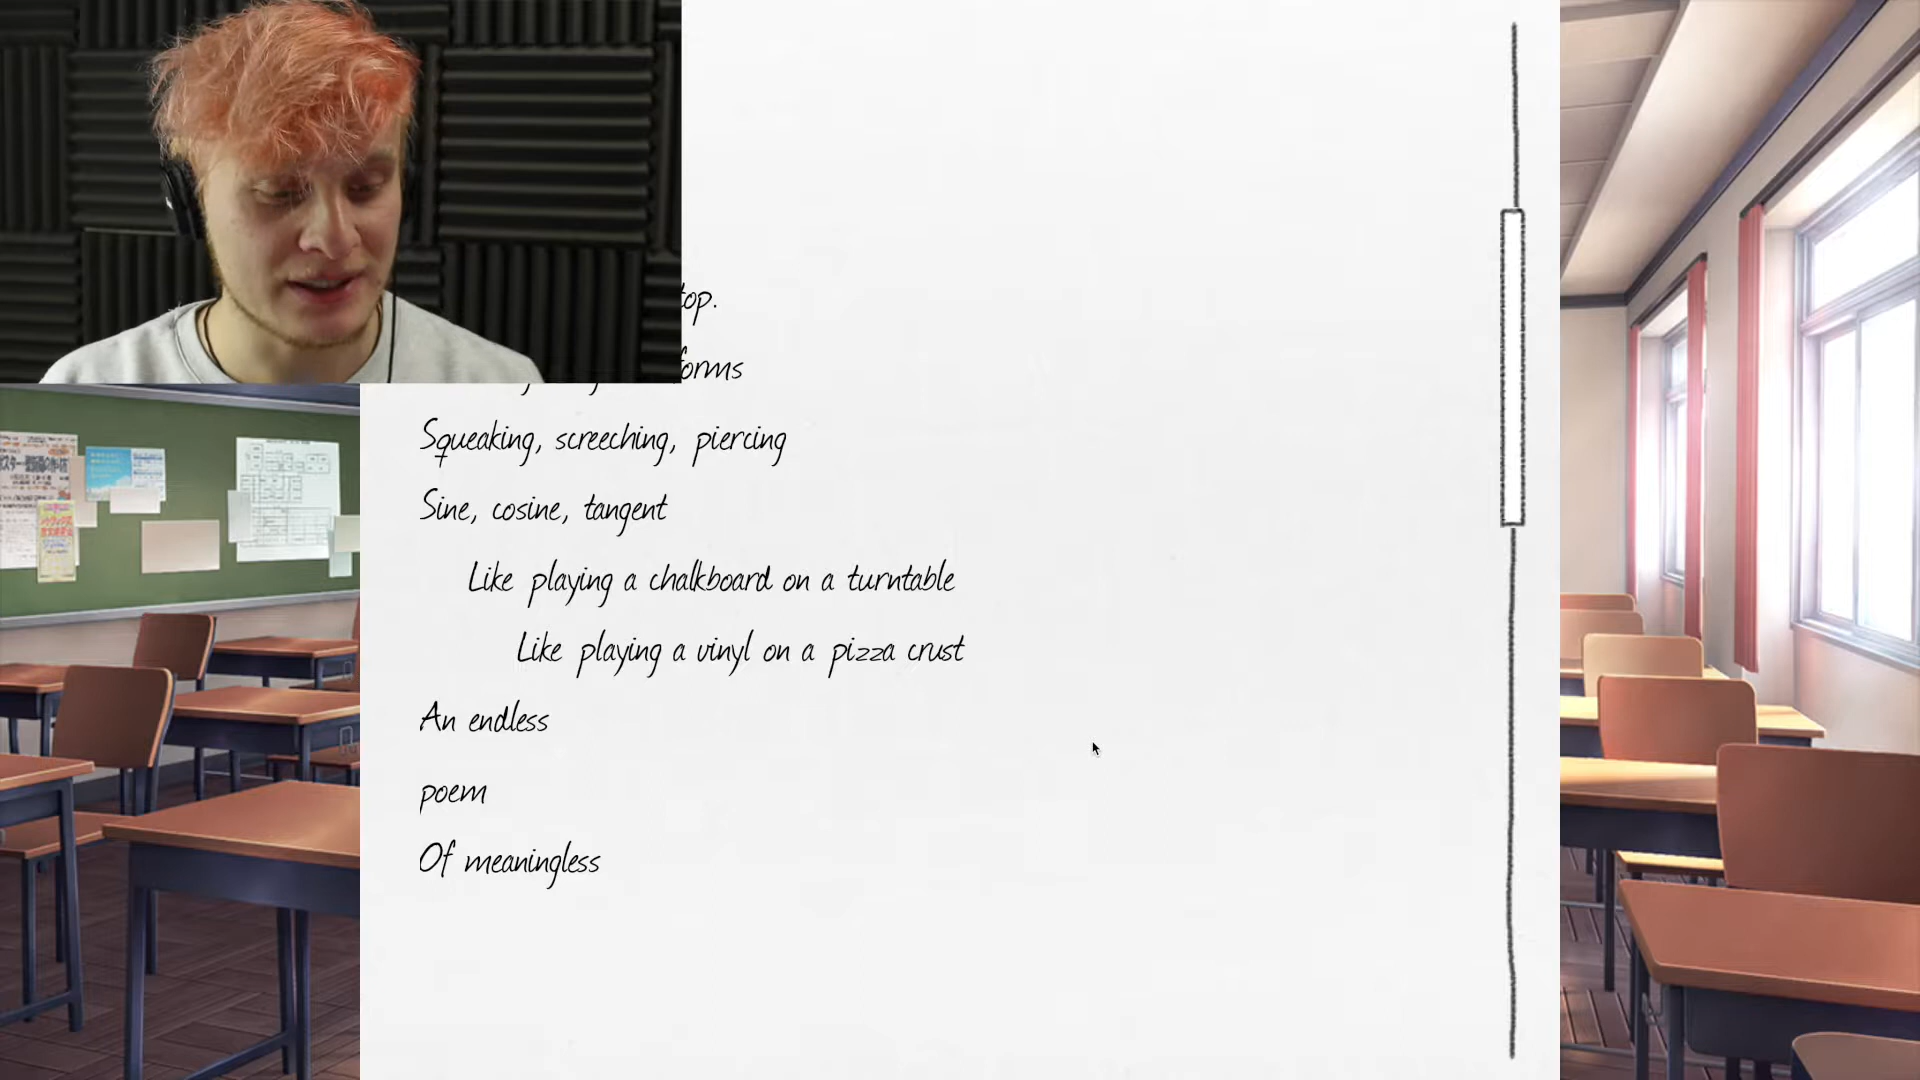 top.
forms
Squeaking, screeching, piercing
Sine, cosine, tangent
Like playing a chalkboard on a turntable
Like playing a vinyl on a pizza crust
An endless
poem
Of meaningless